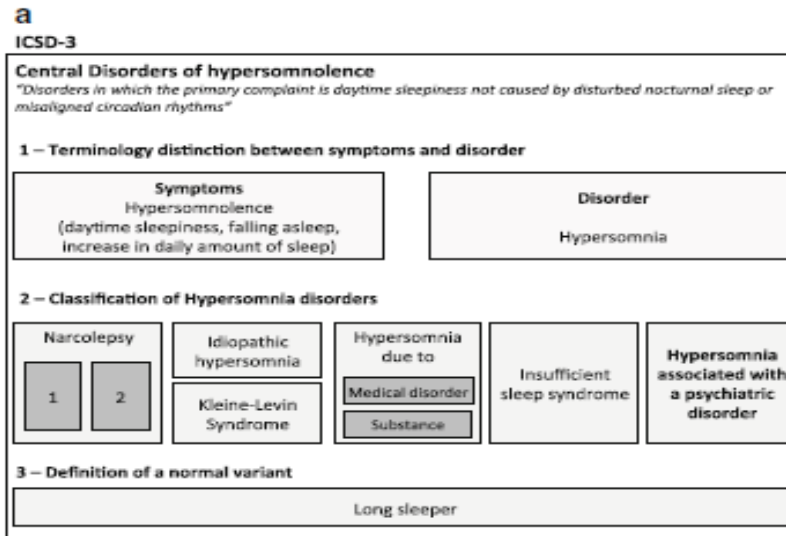 a
ICSD-3
Central Disorders of hypersomnolence
"Disorders in which the primary complaint is daytime sleepiness not caused by disturbed nocturnal sleep or
misaligned circadian rhythms"
1 – Terminology distinction between symptoms and disorder
Symptoms
Hypersomnolence
(daytime sleepiness, falling asleep,
increase in daily amount of sleep)
Disorder
Hypersomnia
2 – Classification of Hypersomnia disorders
Narcolepsy
1
2
Idiopathic
hypersomnia
Kleine-Levin
Syndrome
Hypersomnia
due to
Medical disorder
Substance
Insufficient
sleep syndrome
Hypersomnia
associated with
a psychiatric
disorder
3 – Definition of a normal variant
Long sleeper